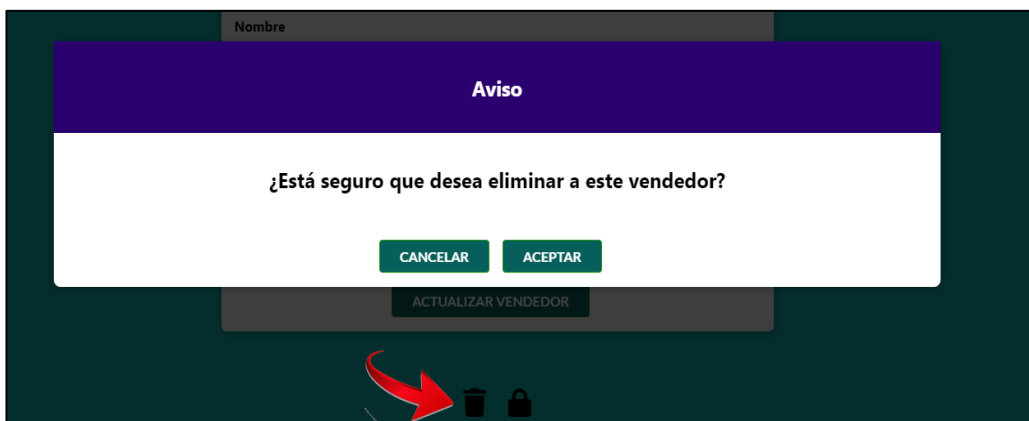 Nombre
Aviso
¿Está seguro que desea eliminar a este vendedor?
CANCELAR ACEPTAR
ACTUALIZAR VENDEDOR